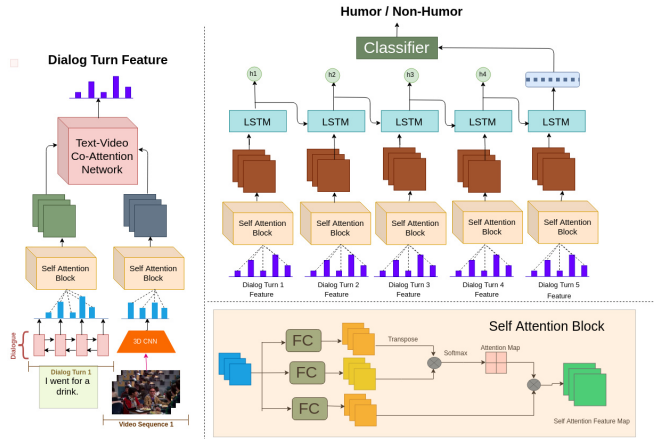 Humor / Non-Humor
Classifier
Dialog Turn Feature
h1
h2
h3
h4
Text-Video
Co-Attention
Network
LSTM
LSTM
LSTM
LSTM
LSTM
Self Attention
Block
Self Attention
Block
Self Attention
Block
Self Attention
Block
Self Attention
Block
Self Attention
Block
Self Attention
Block
Dialog Turn 1
Feature
Dialog Turn 2
Feature
Dialog Turn 3
Feature
Dialog Turn 4
Feature
Dialog Turn 5
Feature
Dialogue
3D CNN
Dialog Turn 1
I went for a
drink.
Video Sequence 1
Self Attention Block
FC
FC
FC
Transpose
Softmax
Attention Map
Self Attention Feature Map